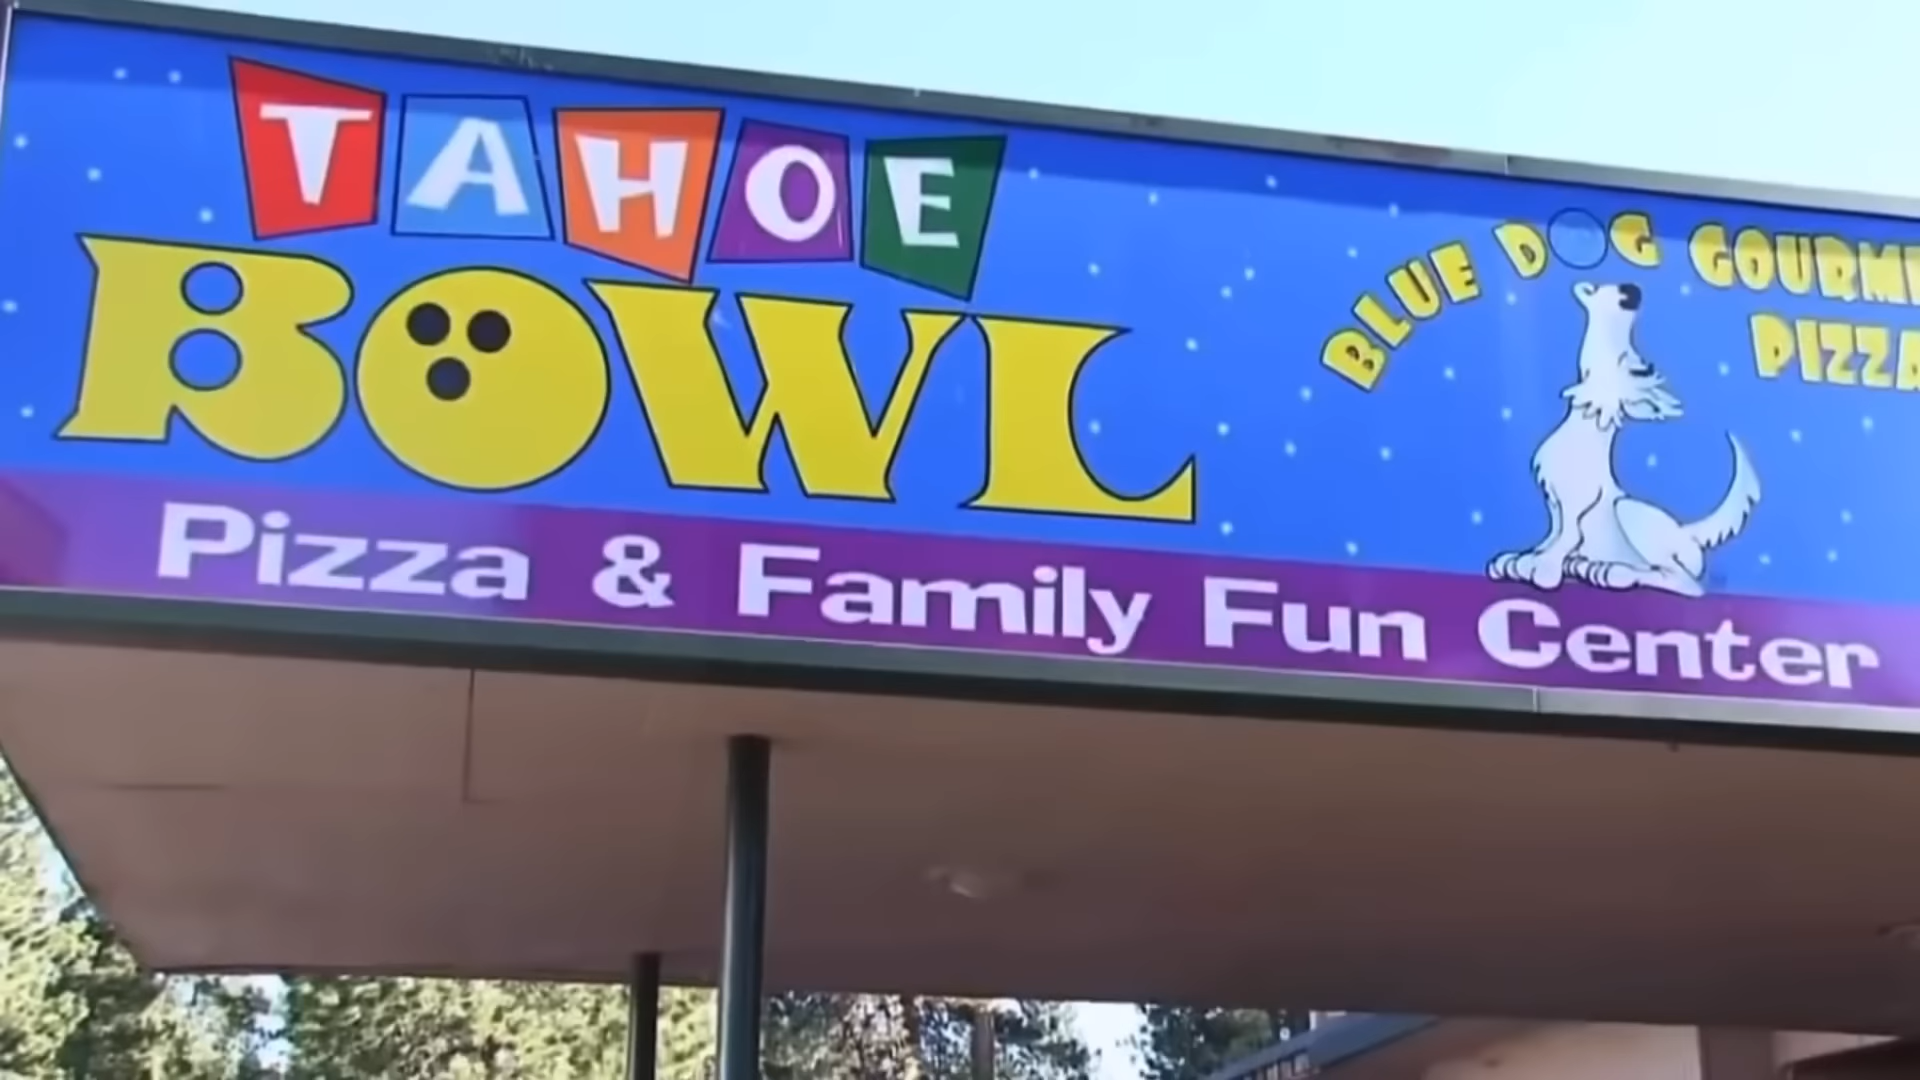 TAHOE
BOWL
Pizza & Family Fun Center
BLUE DOG GOURM
PIZZA